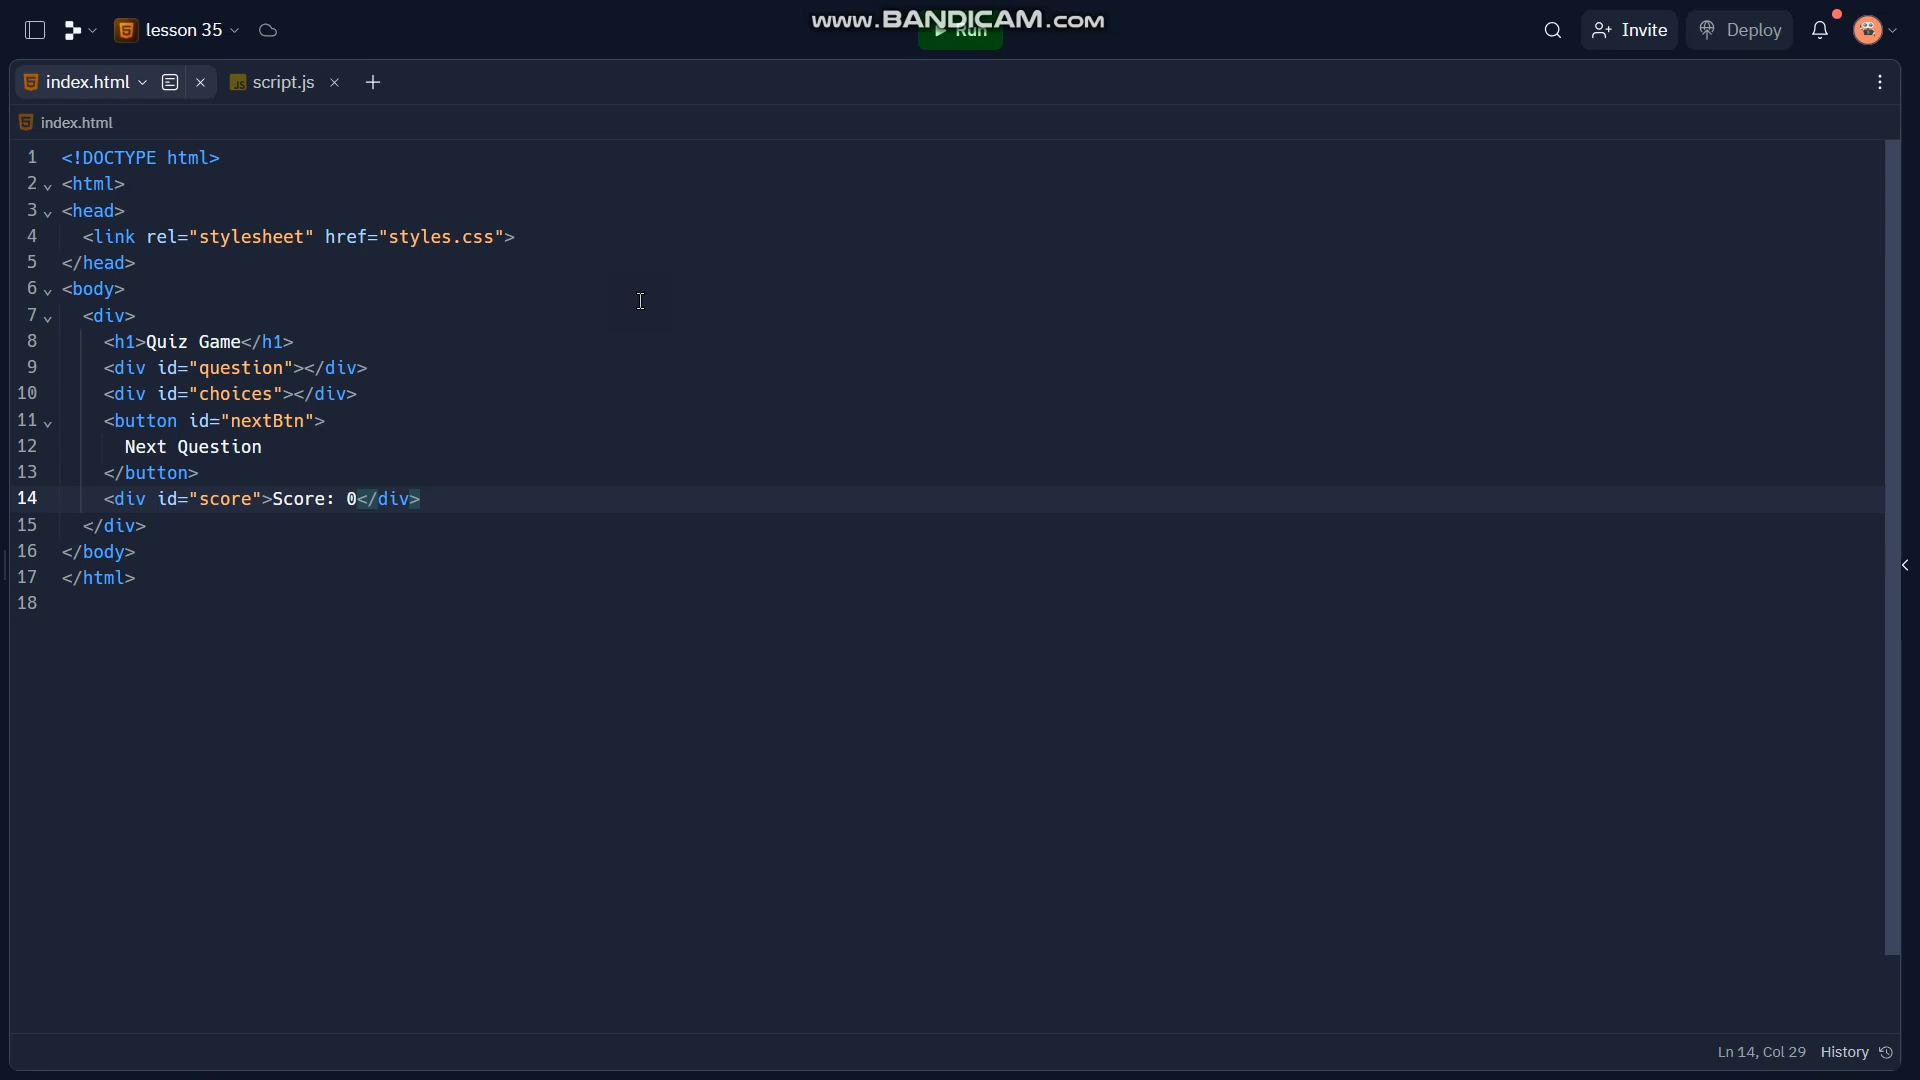 lesson 35
www.BANDICAM.com
Run
Invite
Deploy
index.html
script.js
index.html
1 <!DOCTYPE html>
2 <html>
3 <head>
4 <link rel="stylesheet" href="styles.css">
5 </head>
6 <body>
7 <div>
8 <h1>Quiz Game</h1>
9 <div id="question"></div>
10 <div id="choices"></div>
11 <button id="nextBtn">
12 Next Question
13 </button>
14 <div id="score">Score: 0</div>
15 </div>
16 </body>
17 </html>
18
Ln 14, Col 29 History